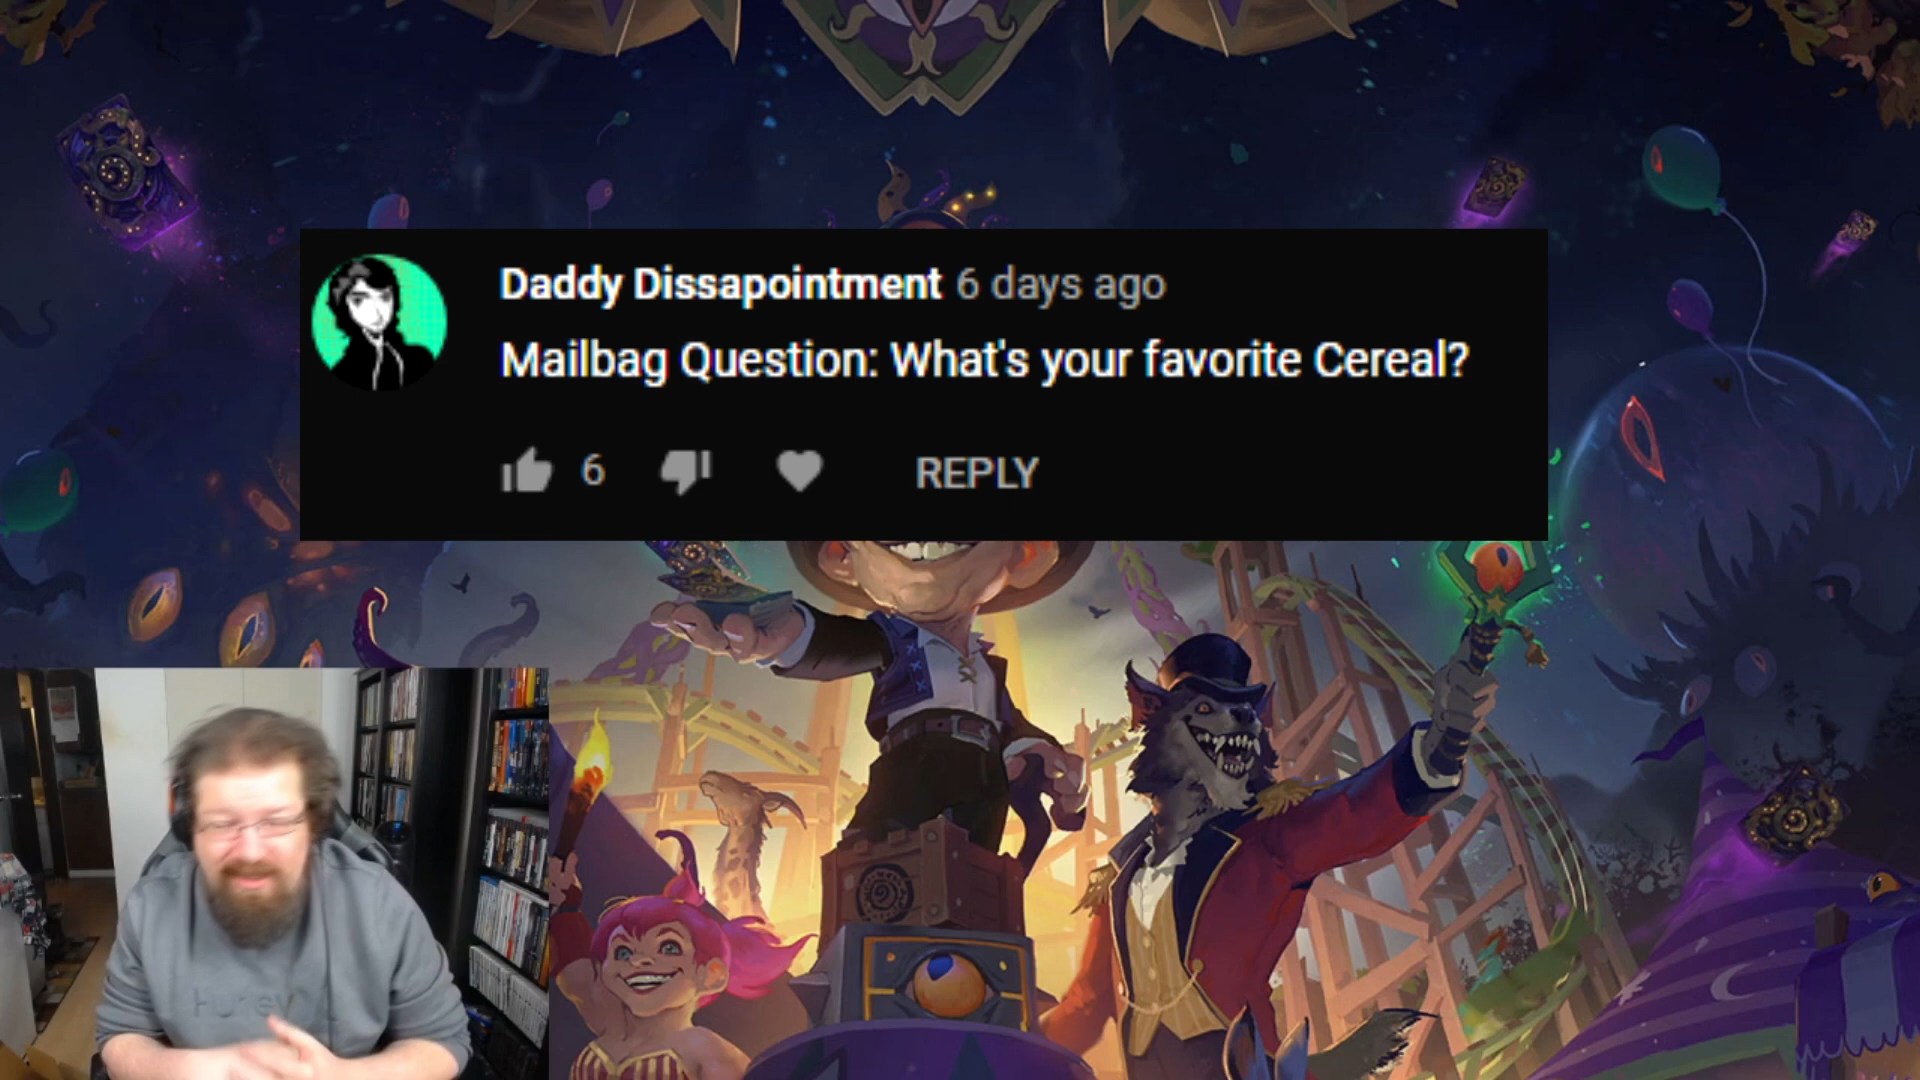 Daddy Dissapointment 6 days ago
Mailbag Question: What's your favorite Cereal?
6 REPLY